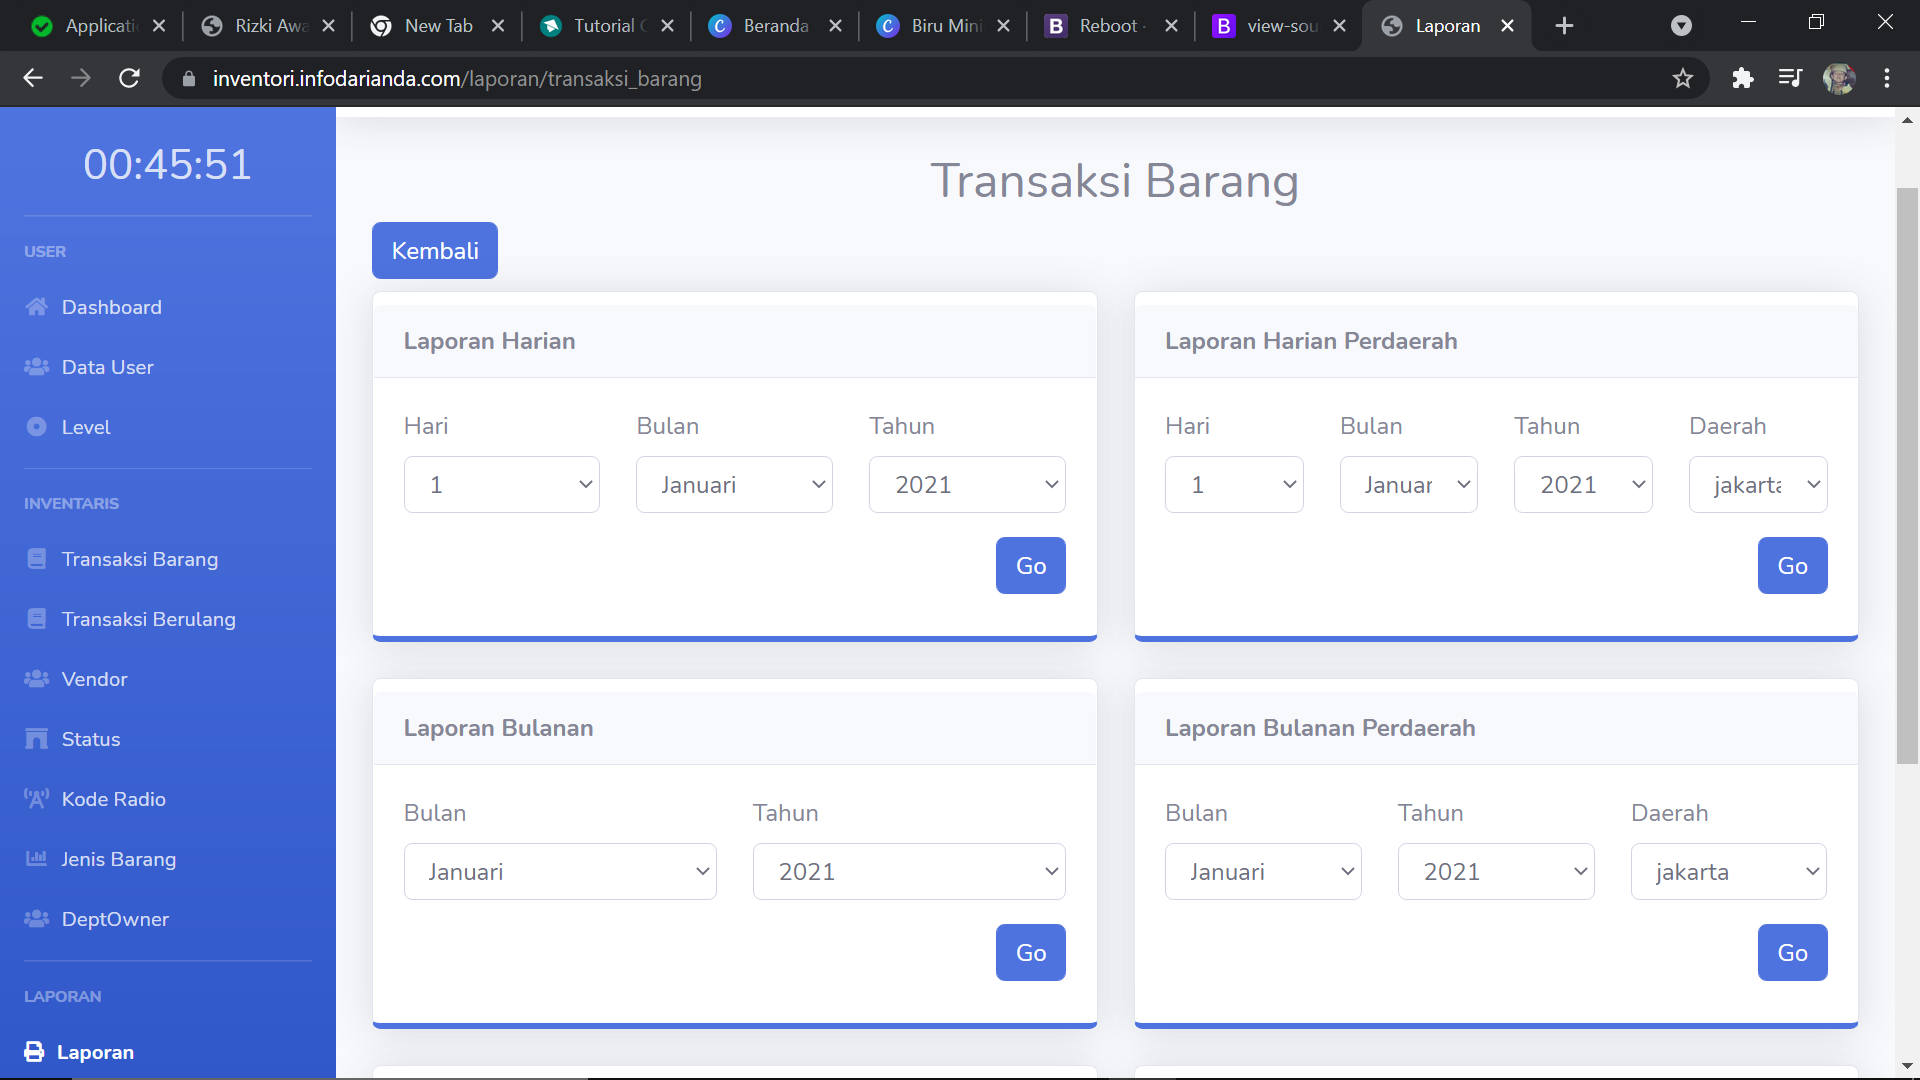 Applicati
Rizki Awa
New Tab
Tutorial
Beranda
Biru Mini
Reboot
view-sou
Laporan
inventori.infodarianda.com/laporan/transaksi_barang
00:45:51
USER
Dashboard
Data User
Level
INVENTARIS
Transaksi Barang
Transaksi Berulang
Vendor
Status
Kode Radio
Jenis Barang
DeptOwner
LAPORAN
Laporan
Transaksi Barang
Kembali
Laporan Harian
Hari Bulan Tahun
1 Januari 2021
Go
Laporan Harian Perdaerah
Hari Bulan Tahun Daerah
1 Januar 2021 jakarta
Go
Laporan Bulanan
Bulan Tahun
Januari 2021
Go
Laporan Bulanan Perdaerah
Bulan Tahun Daerah
Januari 2021 jakarta
Go